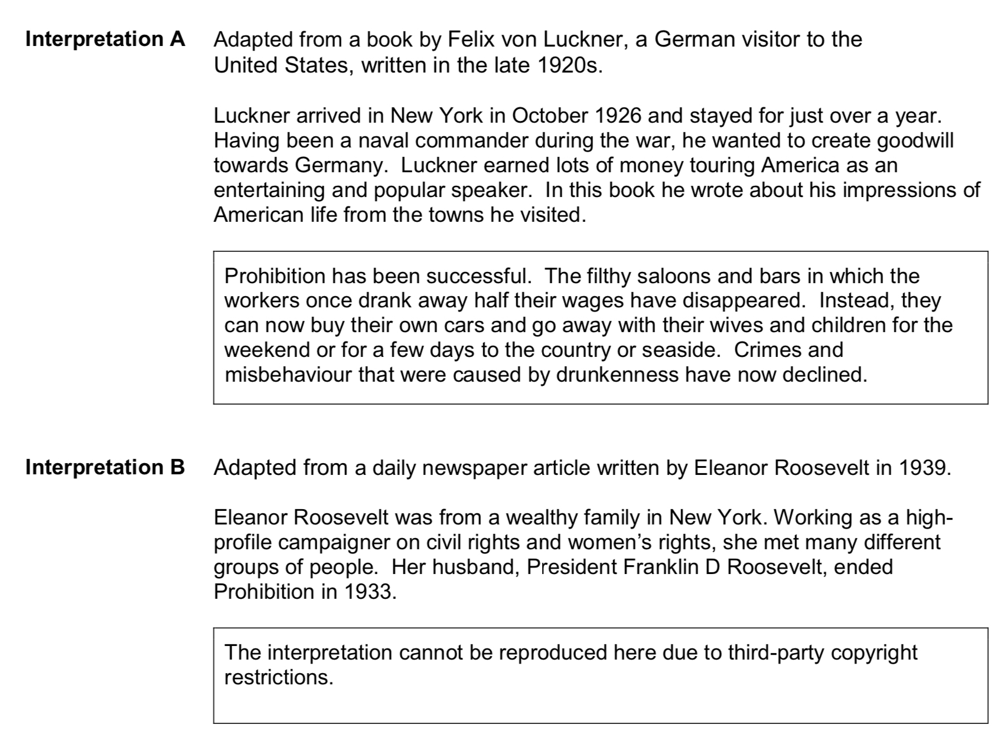 Interpretation A Adapted from a book by Felix von Luckner, a German visitor to the
United States, written in the late 1920s.
Luckner arrived in New York in October 1926 and stayed for just over a year.
Having been a naval commander during the war, he wanted to create goodwill
towards Germany. Luckner earned lots of money touring America as an
entertaining and popular speaker. In this book he wrote about his impressions of
American life from the towns he visited.
Prohibition has been successful. The filthy saloons and bars in which the
workers once drank away half their wages have disappeared. Instead, they
can now buy their own cars and go away with their wives and children for the
weekend or for a few days to the country or seaside. Crimes and
misbehaviour that were caused by drunkenness have now declined.
Interpretation B Adapted from a daily newspaper article written by Eleanor Roosevelt in 1939.
Eleanor Roosevelt was from a wealthy family in New York. Working as a high-
profile campaigner on civil rights and women’s rights, she met many different
groups of people. Her husband, President Franklin D Roosevelt, ended
Prohibition in 1933.
The interpretation cannot be reproduced here due to third-party copyright
restrictions.